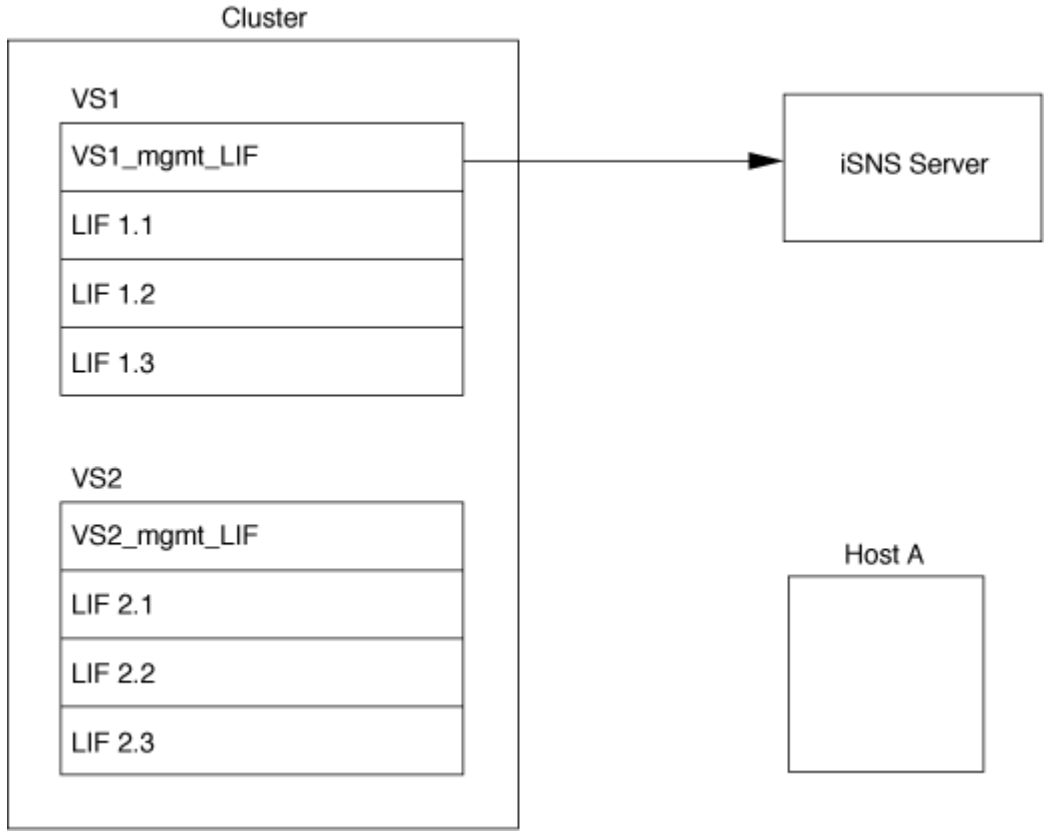 Cluster
VS1
VS1_mgmt_LIF
LIF 1.1
LIF 1.2
LIF 1.3
iSNS Server
VS2
VS2_mgmt_LIF
LIF 2.1
LIF 2.2
LIF 2.3
Host A